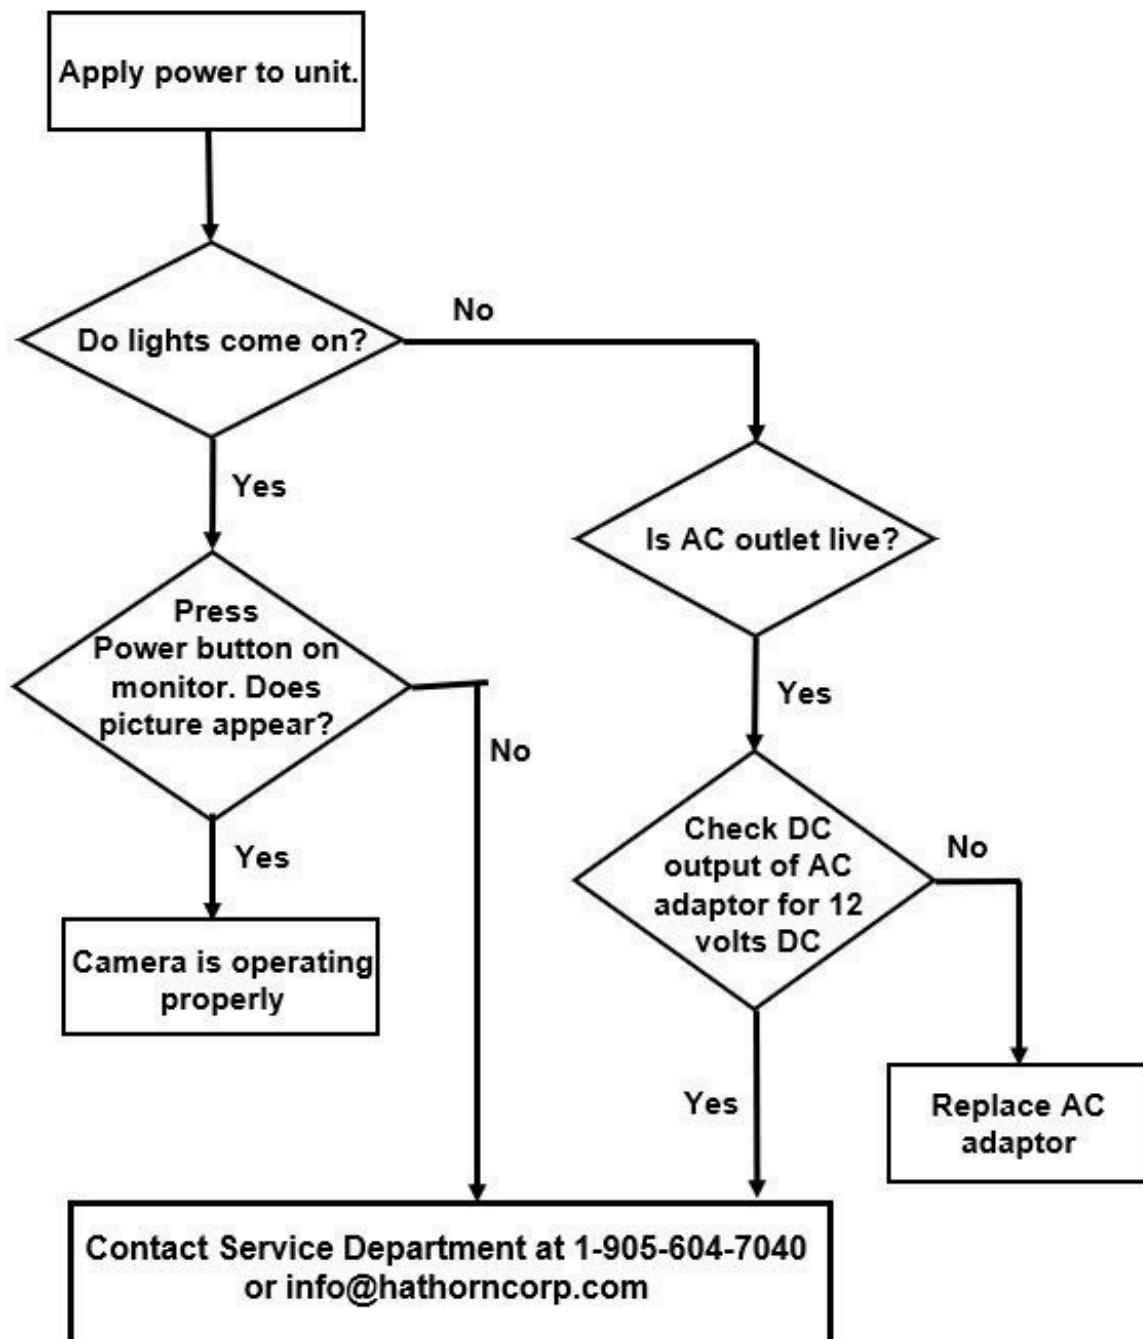 Apply power to unit.
Do lights come on?
No
Yes
Is AC outlet live?
Press
Power button on
monitor. Does
picture appear?
Yes
No
Check DC
output of AC
adaptor for 12
volts DC
No
Yes
Camera is operating
properly
Yes
Replace AC
adaptor
Contact Service Department at 1-905-604-7040
or info@hathorncorp.com